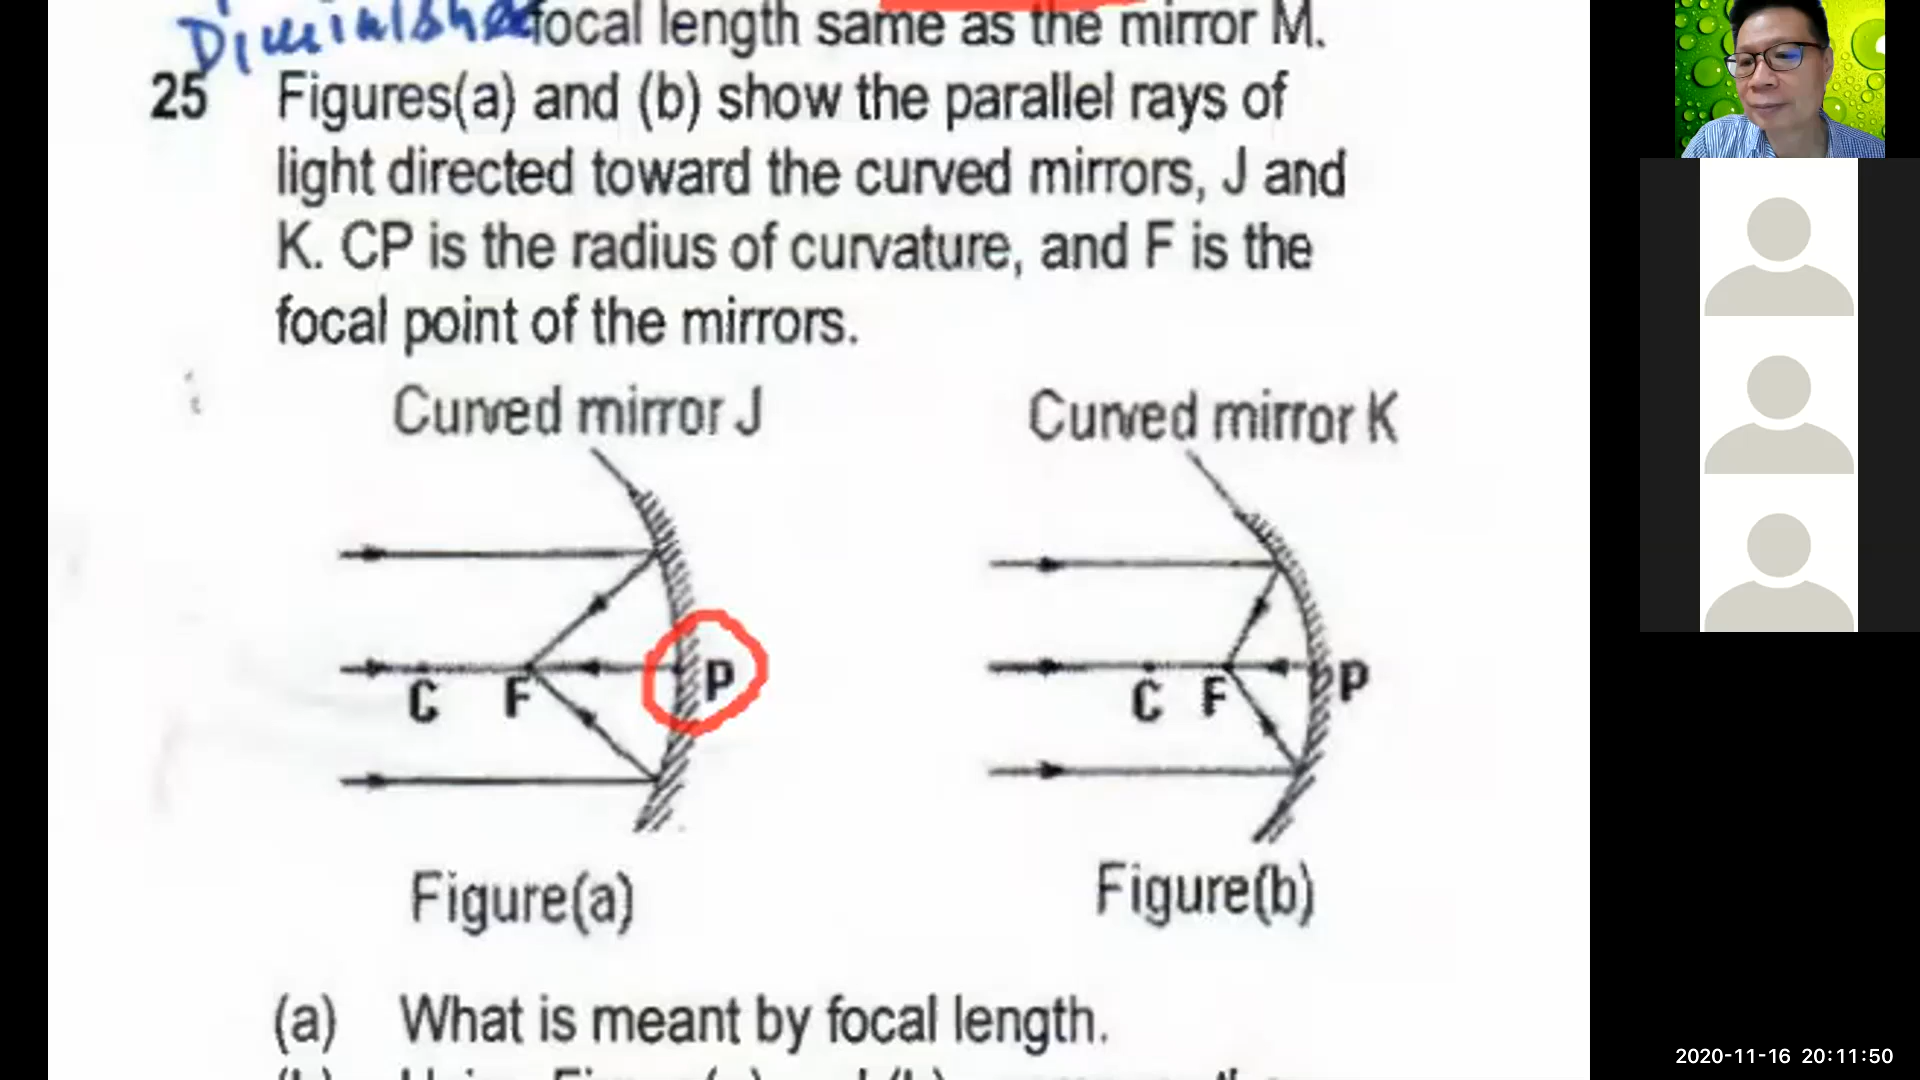 Diminished focal length same as the mirror M.
25 Figures(a) and (b) show the parallel rays of
light directed toward the curved mirrors, J and
K. CP is the radius of curvature, and F is the
focal point of the mirrors.
Curved mirror J
Curved mirror K
C F P
C F P
Figure(a)
Figure(b)
(a) What is meant by focal length.
2020-11-16 20:11:50